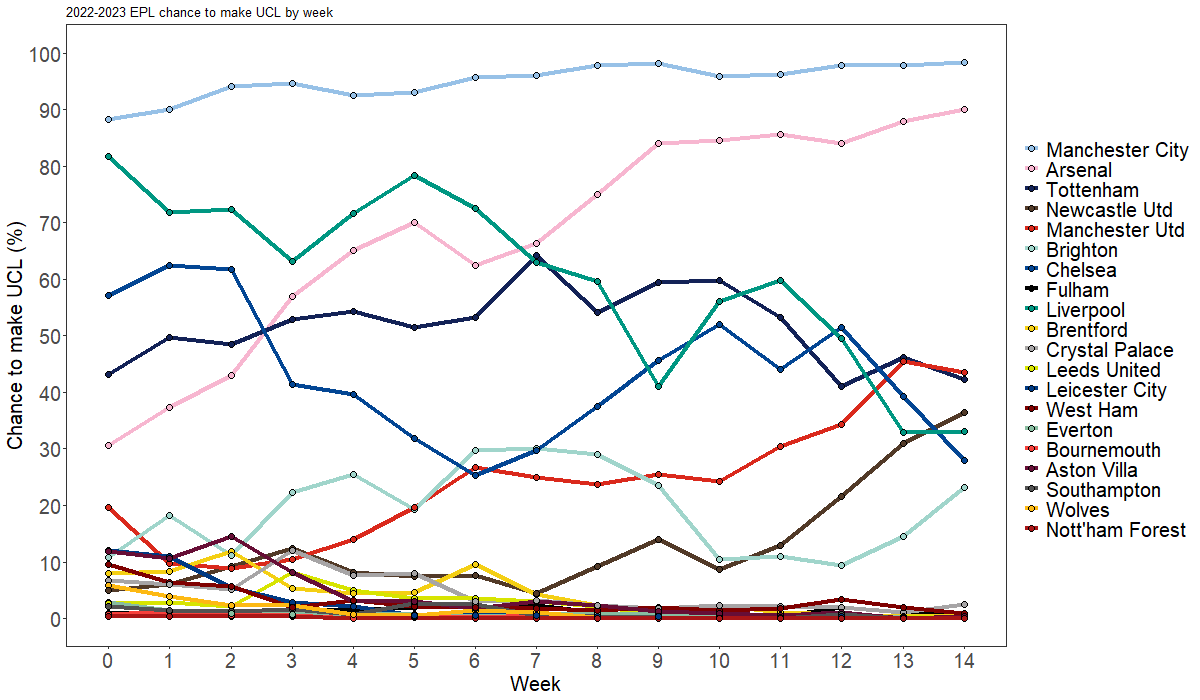 2022-2023 EPL chance to make UCL by week
Chance to make UCL (%)
100
90
80
70
60
50
40
30
20
10
0
0 1 2 3 4 5 6 7 8 9 10 11 12 13 14
Week
Manchester City
Arsenal
Tottenham
Newcastle Utd
Manchester Utd
Brighton
Chelsea
Fulham
Liverpool
Brentford
Crystal Palace
Leeds United
Leicester City
West Ham
Everton
Bournemouth
Aston Villa
Southampton
Wolves
Nott'ham Forest